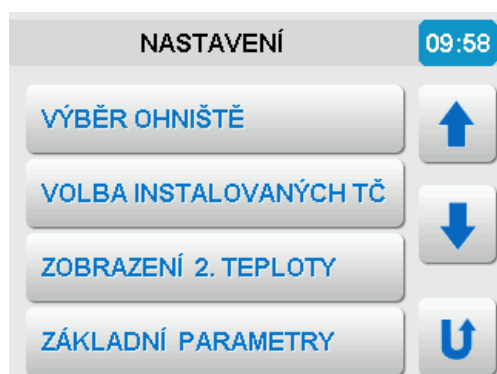 NASTAVENÍ
09:58
VÝBĚR OHNIŠTĚ
VOLBA INSTALOVANÝCH TČ
ZOBRAZENÍ 2. TEPLOTY
ZÁKLADNÍ PARAMETRY